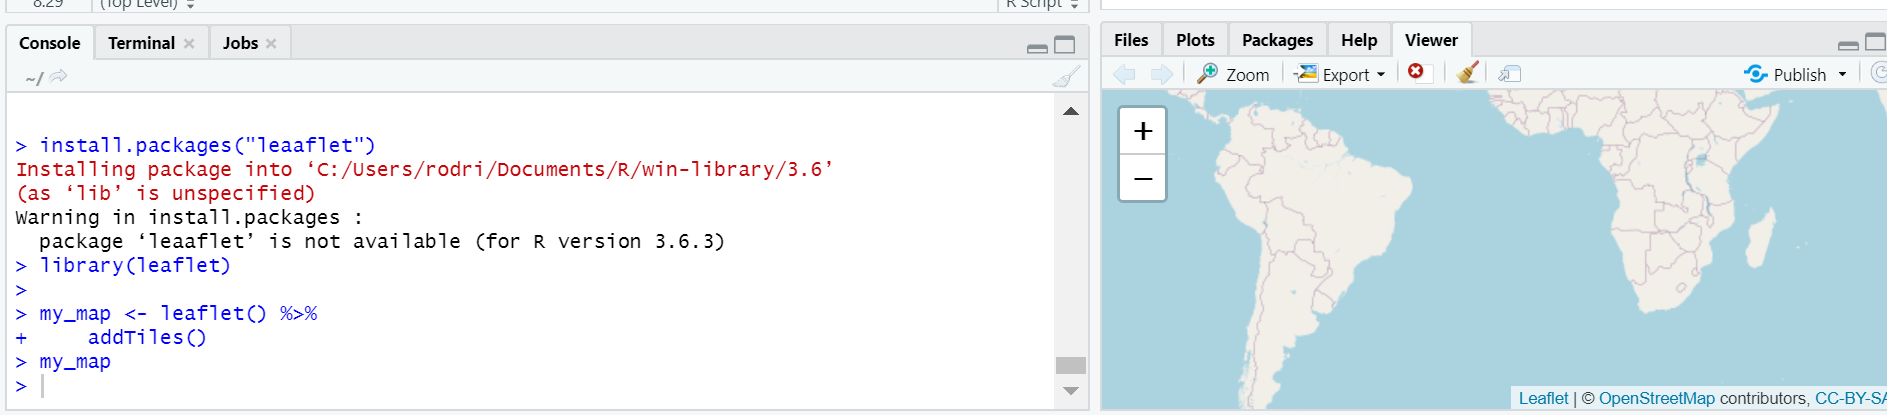 8:29 (Top Level) R Script
Console Terminal Jobs
~/
> install.packages("leaaflet")
Installing package into ‘C:/Users/rodri/Documents/R/win-library/3.6’
(as ‘lib’ is unspecified)
Warning in install.packages :
package ‘leaaflet’ is not available (for R version 3.6.3)
> library(leaflet)
>
> my_map <- leaflet() %>%
+ addTiles()
> my_map
>
Files Plots Packages Help Viewer
Zoom Export Publish
+
−
Leaflet | © OpenStreetMap contributors, CC-BY-SA